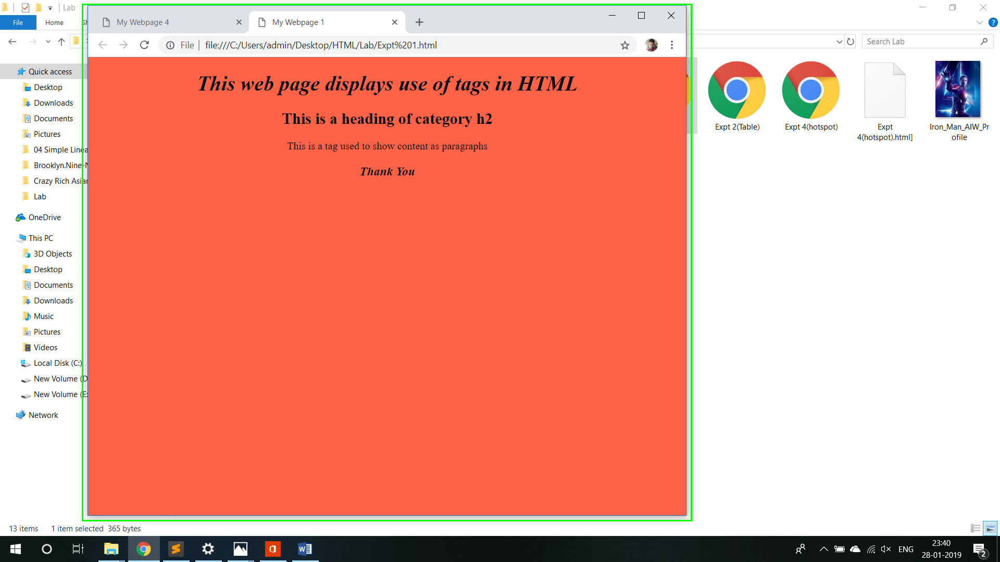 Lab
File
Home
My Webpage 4
My Webpage 1
File
file:///C:/Users/admin/Desktop/HTML/Lab/Expt%201.html
Search Lab
Quick access
Desktop
Downloads
Documents
Pictures
04 Simple Linea
Brooklyn.Nine-N
Crazy Rich Asian
Lab
OneDrive
This PC
3D Objects
Desktop
Documents
Downloads
Music
Pictures
Videos
Local Disk (C:)
New Volume (D
New Volume (E:
Network
This web page displays use of tags in HTML
This is a heading of category h2
This is a tag used to show content as paragraphs
Thank You
Expt 2(Table)
Expt 4(hotspot)
Expt
4(hotspot).html]
Iron_Man_AIW_Pr
ofile
13 items
1 item selected 365 bytes
ENG
23:40
28-01-2019
2